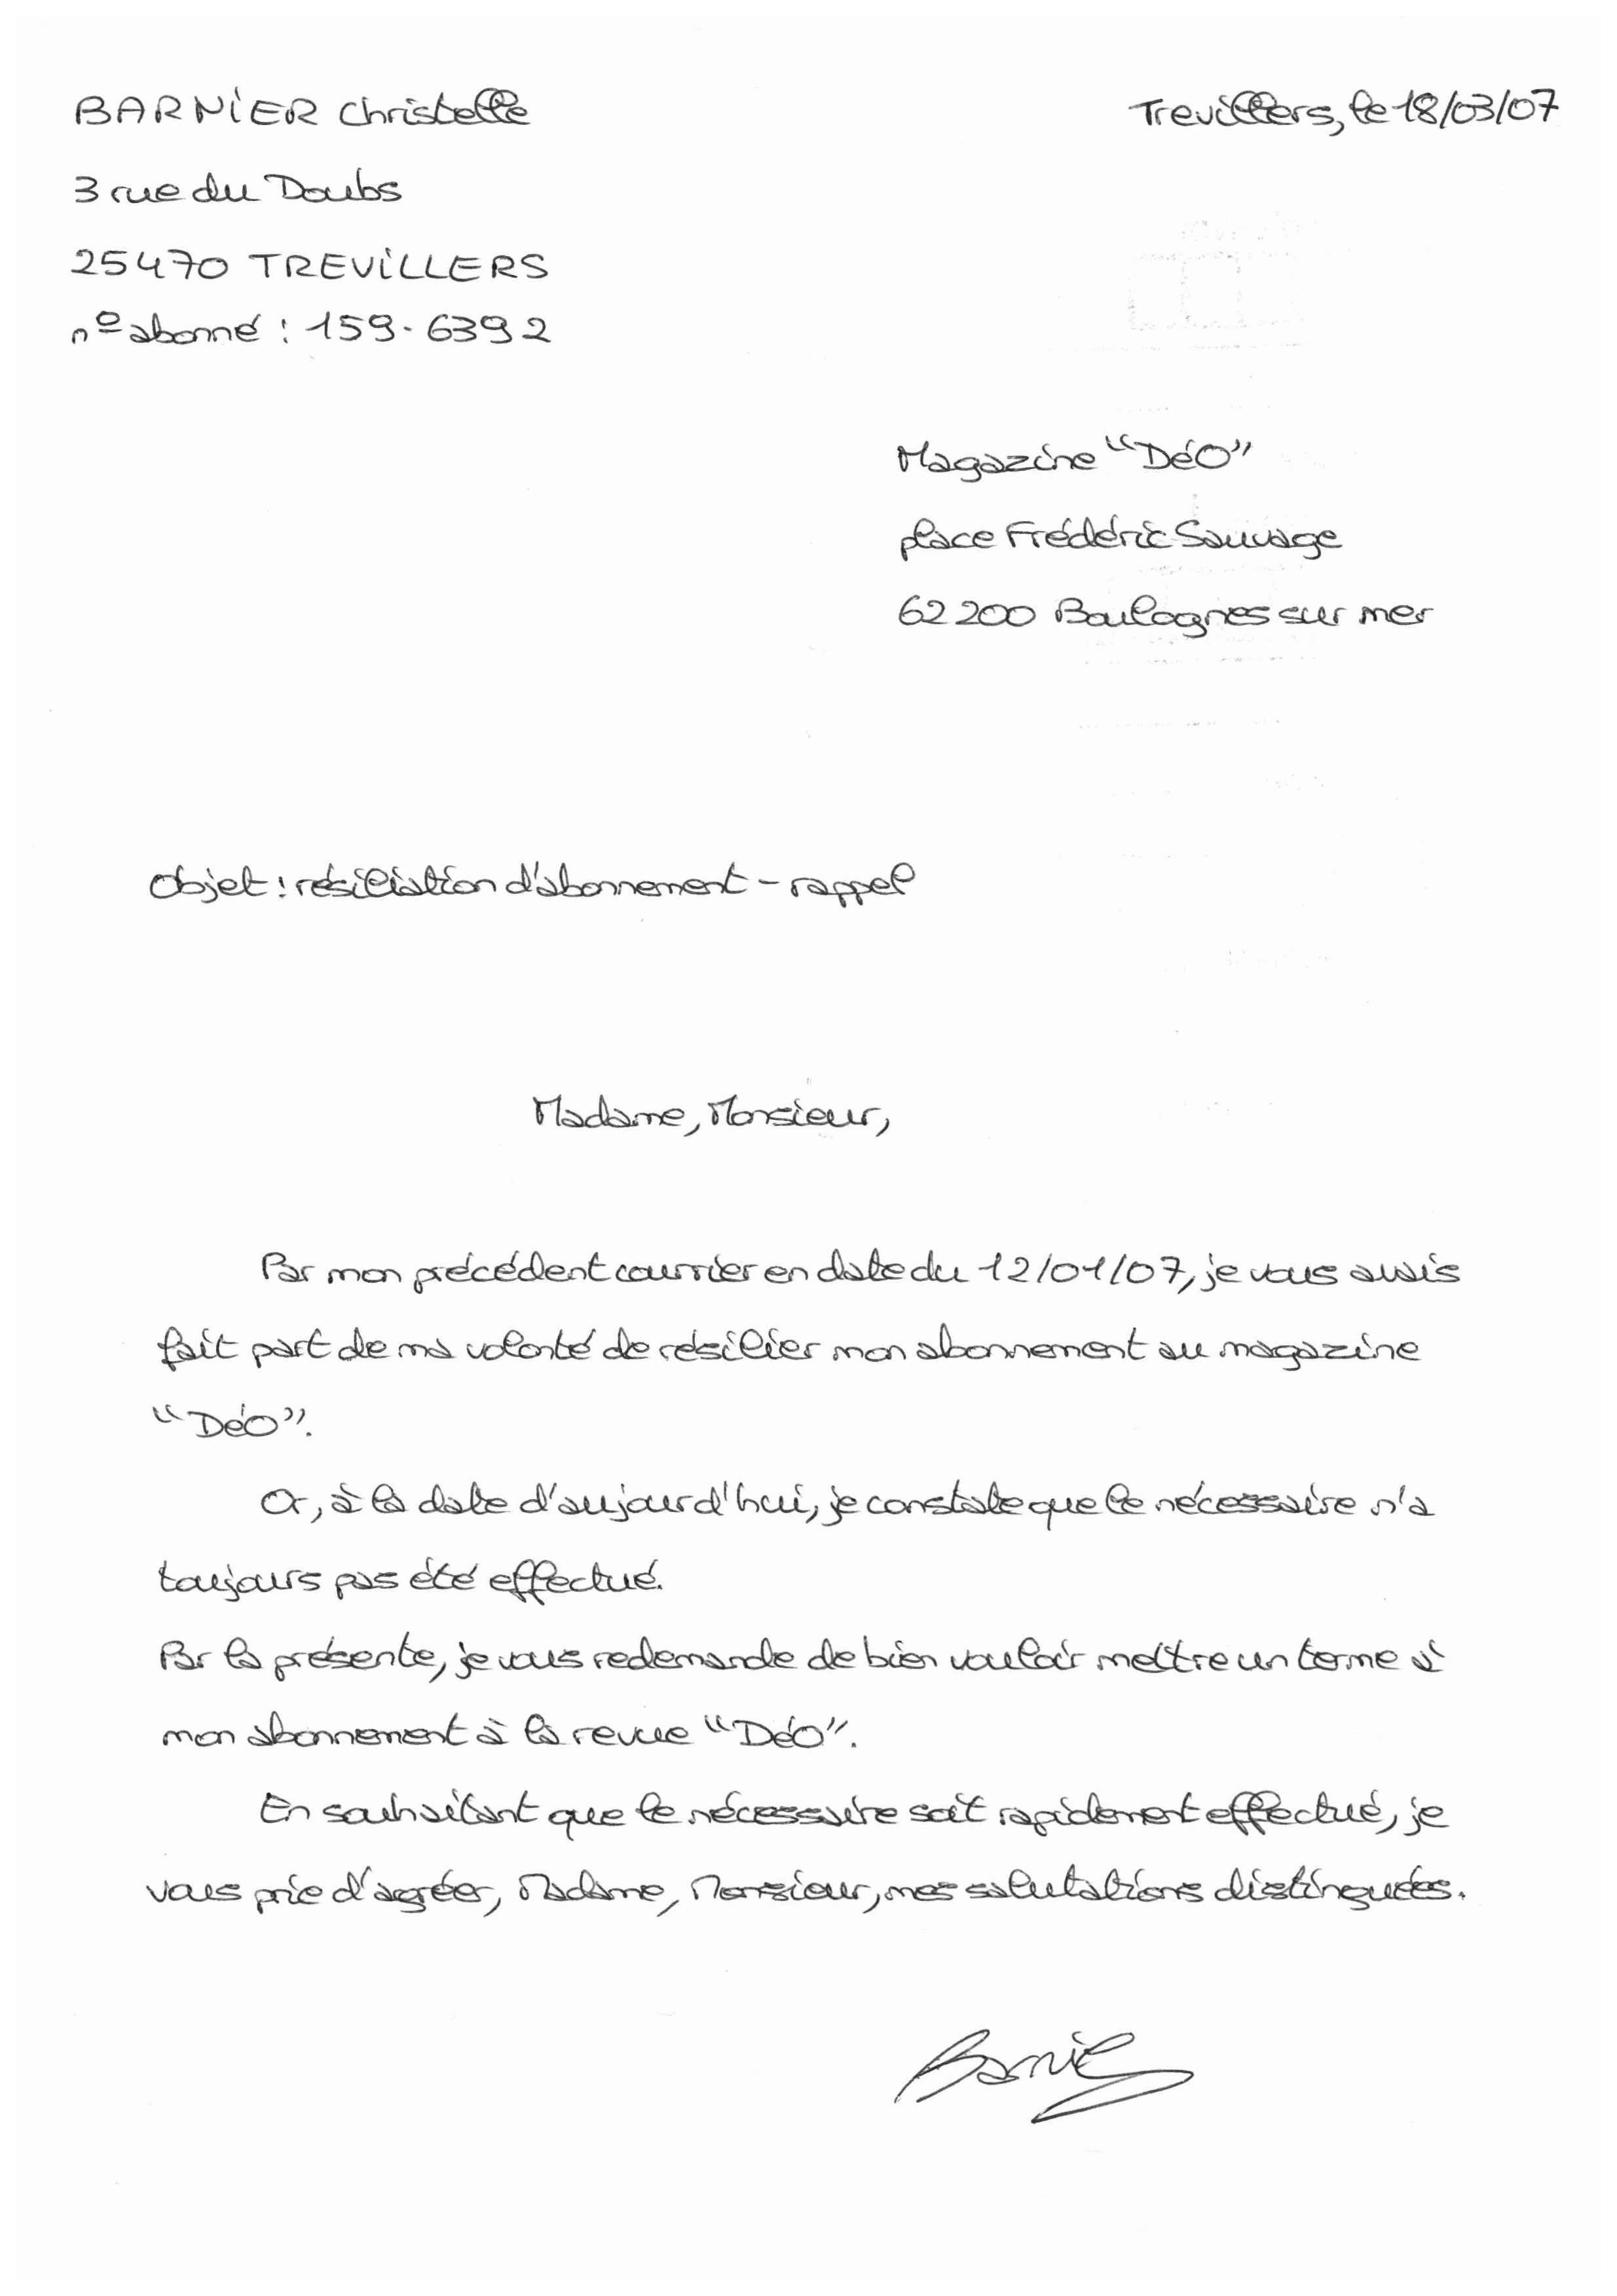 BARNIER Christelle
Trevillers, le 18/03/07
3 rue du Doubs
25470 TREVILLERS
n° abonné : 159-6392
Magazine "DéO"
place Frédéric Sauvage
62200 Boulognes sur mer
Objet : résiliation d'abonnement - rappel
Madame, Monsieur,
Par mon précédent courrier en date du 12/01/07, je vous avais
fait part de ma volonté de résilier mon abonnement au magazine
"DéO".
Or, à la date d'aujourd'hui, je constate que le nécessaire n'a
toujours pas été effectué.
Par la présente, je vous redemande de bien vouloir mettre un terme à
mon abonnement à la revue "DéO".
En souhaitant que le nécessaire soit rapidement effectué, je
vous prie d'agréer, Madame, Monsieur, mes salutations distinguées.
Barnier